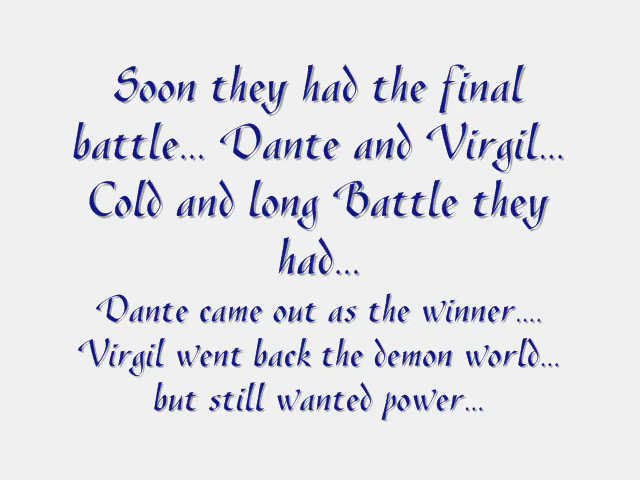 Soon they had the final
battle... Dante and Virgil...
Cold and long Battle they
had...
Dante came out as the winner....
Virgil went back the demon world...
but still wanted power...